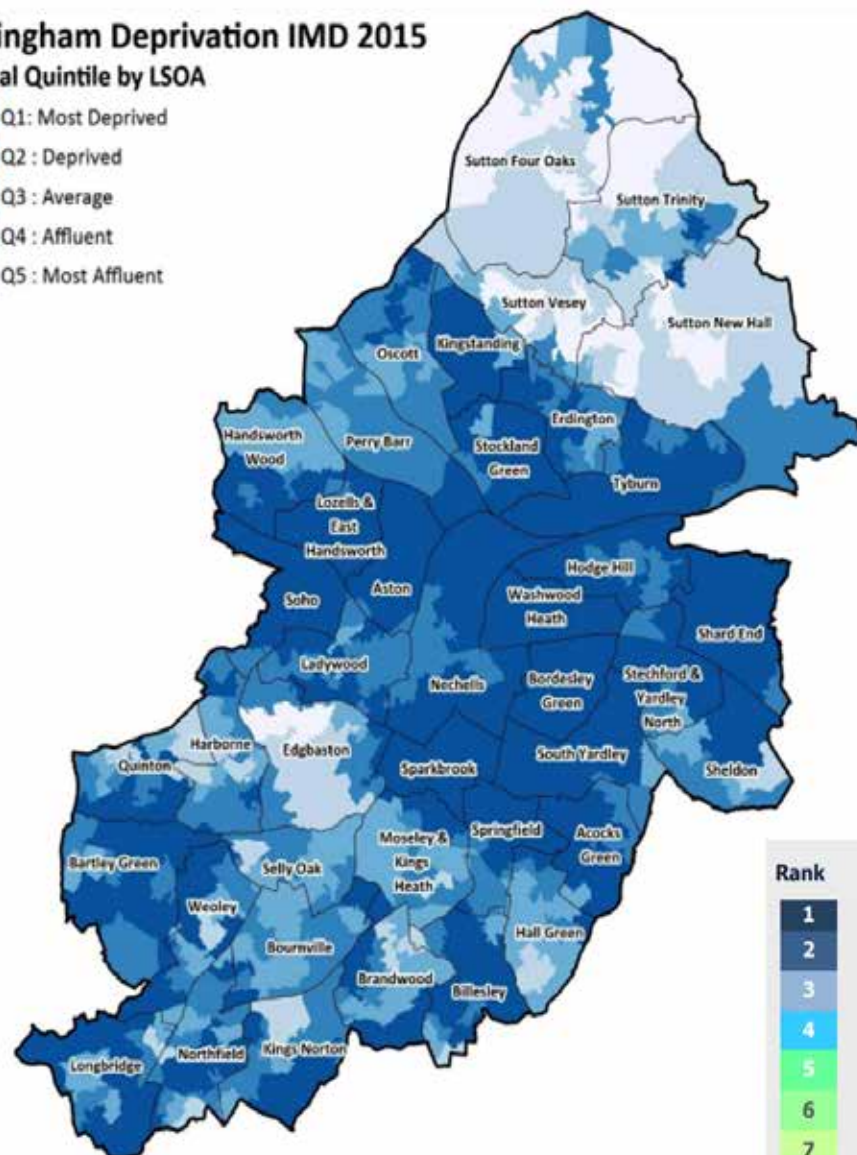 ingham Deprivation IMD 2015
al Quintile by LSOA
Q1: Most Deprived
Q2 : Deprived
Q3 : Average
Q4 : Affluent
Q5 : Most Affluent
Sutton Four Oaks
Sutton Trinity
Sutton Vesey
Sutton New Hall
Oscott
Kingstanding
Erdington
Handsworth
Wood
Perry Barr
Stockland
Green
Tyburn
Lozells &
East
Handsworth
Hodge Hill
Soho
Aston
Washwood
Heath
Shard End
Ladywood
Nechells
Bordesley
Green
Stechford &
Yardley
North
Harborne
Edgbaston
Quinton
Sparkbrook
South Yardley
Sheldon
Bartley Green
Selly Oak
Moseley &
Kings
Heath
Springfield
Acocks
Green
Weoley
Bournville
Hall Green
Brandwood
Billesley
Longbridge
Northfield
Kings Norton
Rank
1
2
3
4
5
6
7